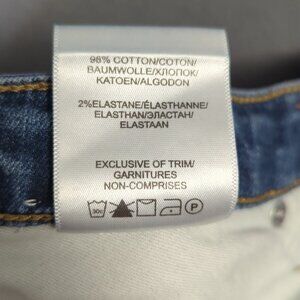 98% COTTON/COTON/
BAUMWOLLE/ХЛОПОК/
KATOEN/ALGODON
2%ELASTANE/ÉLASTHANNE/
ELASTHAN/ЭЛАСТАН/
ELASTAAN
EXCLUSIVE OF TRIM/
GARNITURES
NON-COMPRISES
30c P